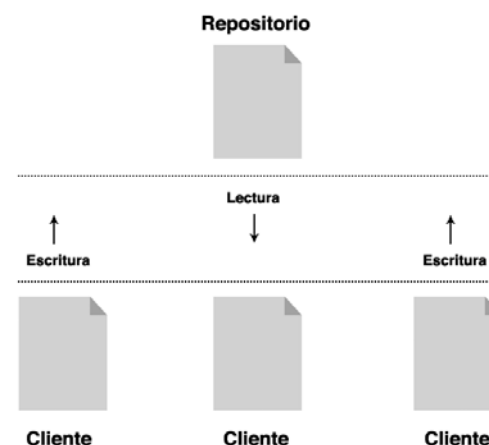 Repositorio
Lectura
Escritura
Escritura
Cliente
Cliente
Cliente